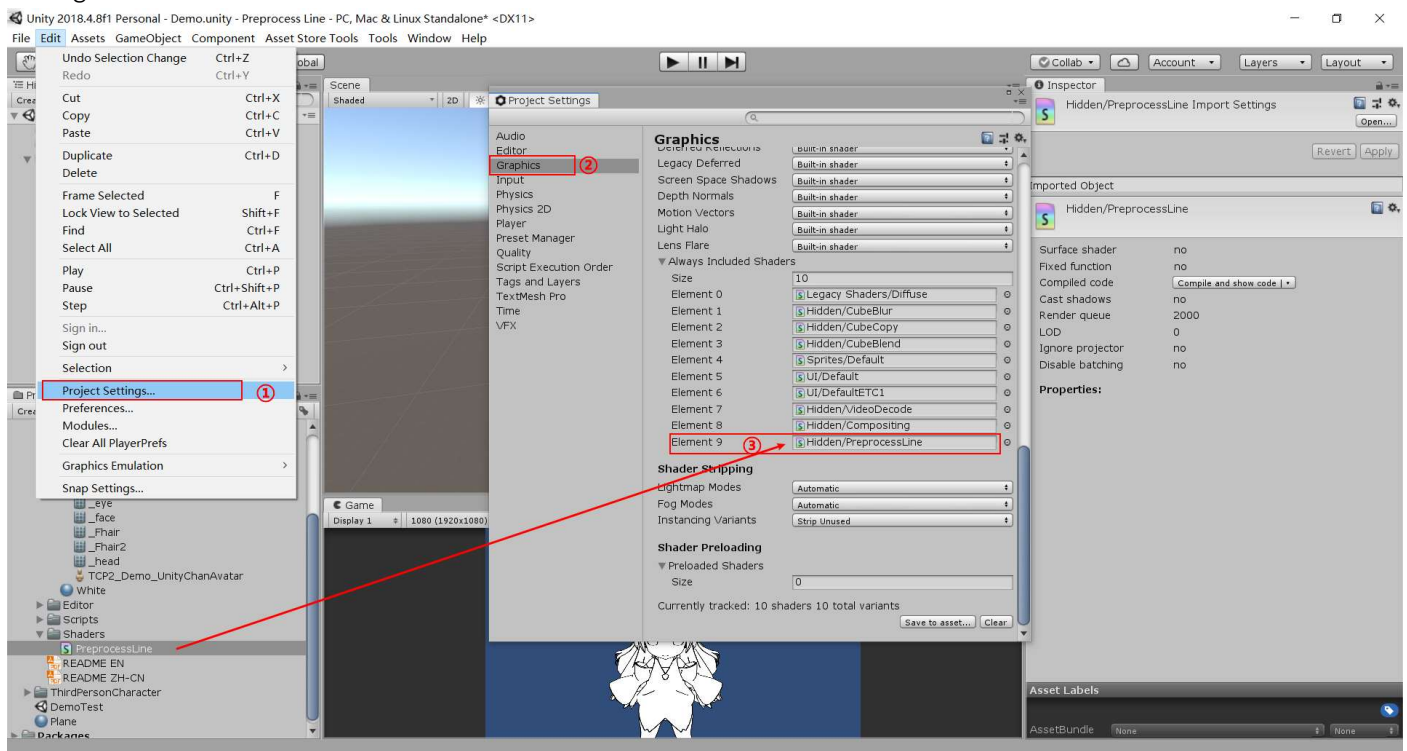 Unity 2018.4.8f1 Personal - Demo.unity - Preprocess Line - PC, Mac & Linux Standalone* <DX11>
File Edit Assets GameObject Component Asset Store Tools Tools Window Help
Collab Account Layers Layout
Undo Selection Change Ctrl+Z
Redo Ctrl+Y
Cut Ctrl+X
Copy Ctrl+C
Paste Ctrl+V
Duplicate Ctrl+D
Delete
Frame Selected F
Lock View to Selected Shift+F
Find Ctrl+F
Select All Ctrl+A
Play Ctrl+P
Pause Ctrl+Shift+P
Step Ctrl+Alt+P
Sign in...
Sign out
Selection
Project Settings... ①
Preferences...
Modules...
Clear All PlayerPrefs
Graphics Emulation
Snap Settings...
_eye
_face
_Fhair
_Fhair2
_head
TCP2_Demo_UnityChanAvatar
White
Editor
Scripts
Shaders
PreprocessLine
README EN
README ZH-CN
ThirdPersonCharacter
DemoTest
Plane
Packages
Scene
Shaded 2D
Game
Display 1 1080 (1920x1080)
Project Settings
Audio
Editor
Graphics ②
Input
Physics
Physics 2D
Player
Preset Manager
Quality
Script Execution Order
Tags and Layers
TextMesh Pro
Time
VFX
Graphics
Deferred Reflections Built-in shader
Legacy Deferred Built-in shader
Screen Space Shadows Built-in shader
Depth Normals Built-in shader
Motion Vectors Built-in shader
Light Halo Built-in shader
Lens Flare Built-in shader
Always Included Shaders
Size 10
Element 0 Legacy Shaders/Diffuse
Element 1 Hidden/CubeBlur
Element 2 Hidden/CubeCopy
Element 3 Hidden/CubeBlend
Element 4 Sprites/Default
Element 5 UI/Default
Element 6 UI/DefaultETC1
Element 7 Hidden/VideoDecode
Element 8 Hidden/Compositing
Element 9 ③ Hidden/PreprocessLine
Shader Stripping
Lightmap Modes Automatic
Fog Modes Automatic
Instancing Variants Strip Unused
Shader Preloading
Preloaded Shaders
Size 0
Currently tracked: 10 shaders 10 total variants
Save to asset... Clear
Inspector
Hidden/PreprocessLine Import Settings
Open...
Revert Apply
Imported Object
Hidden/PreprocessLine
Surface shader no
Fixed function no
Compiled code Compile and show code
Cast shadows no
Render queue 2000
LOD 0
Ignore projector no
Disable batching no
Properties:
Asset Labels
AssetBundle None None